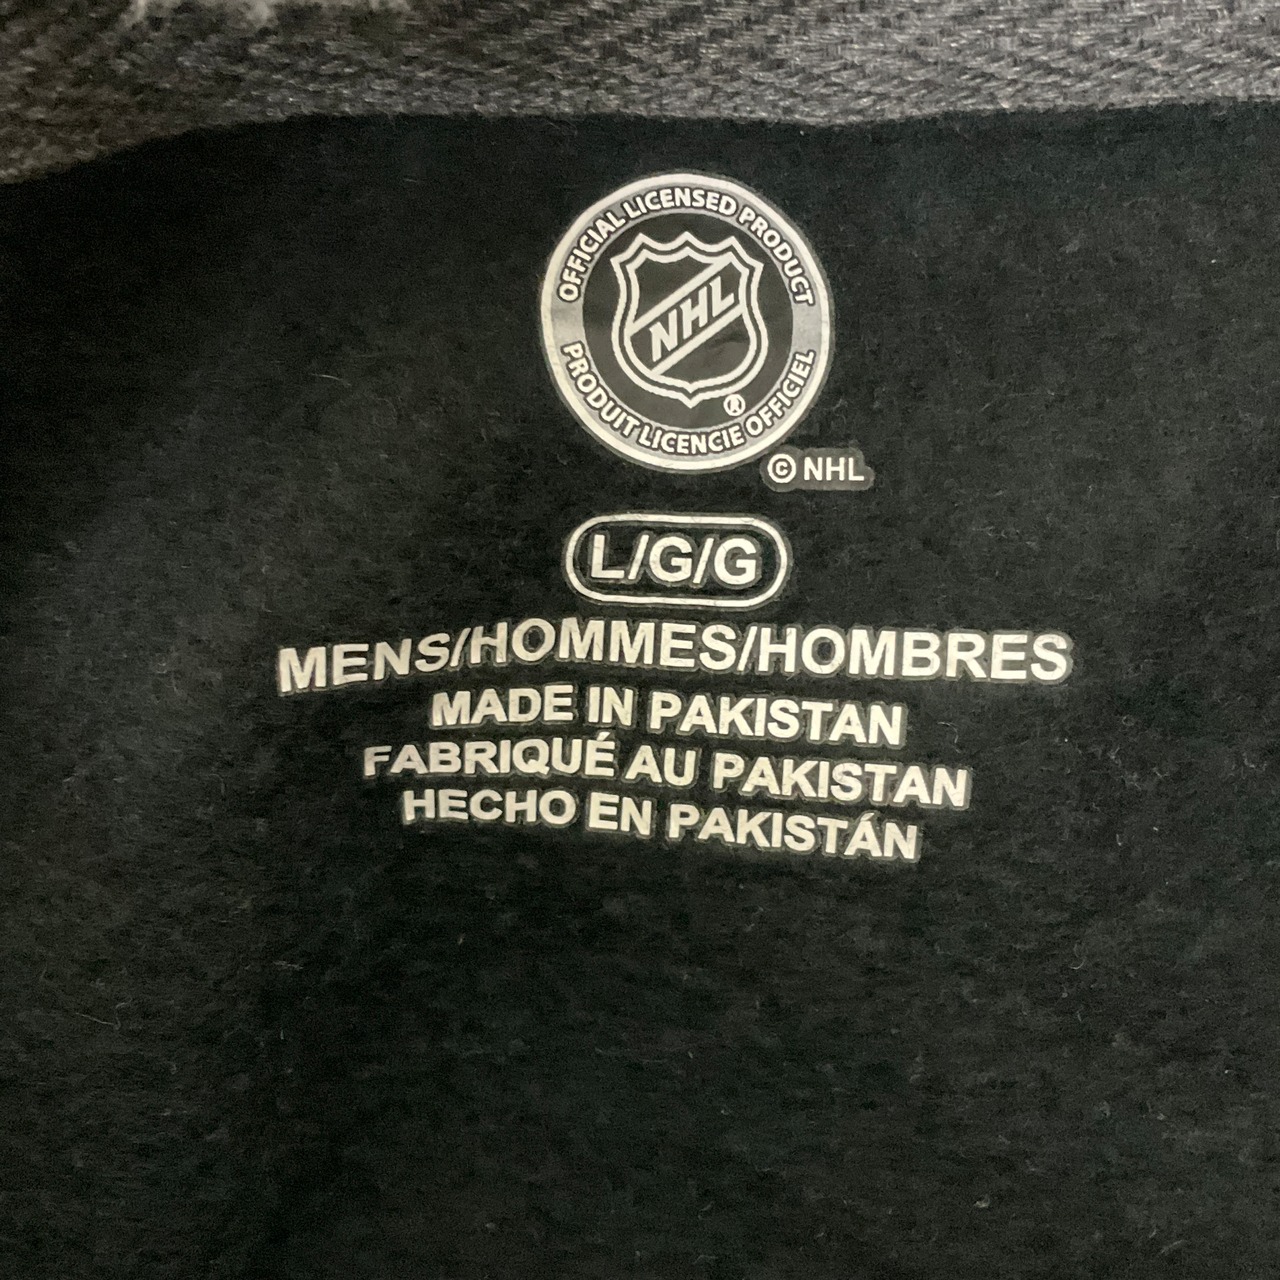 OFFICIAL LICENSED PRODUCT
NHL
®
PRODUIT LICENCIE OFFICIEL
© NHL
L/G/G
MENS/HOMMES/HOMBRES
MADE IN PAKISTAN
FABRIQUÉ AU PAKISTAN
HECHO EN PAKISTÁN